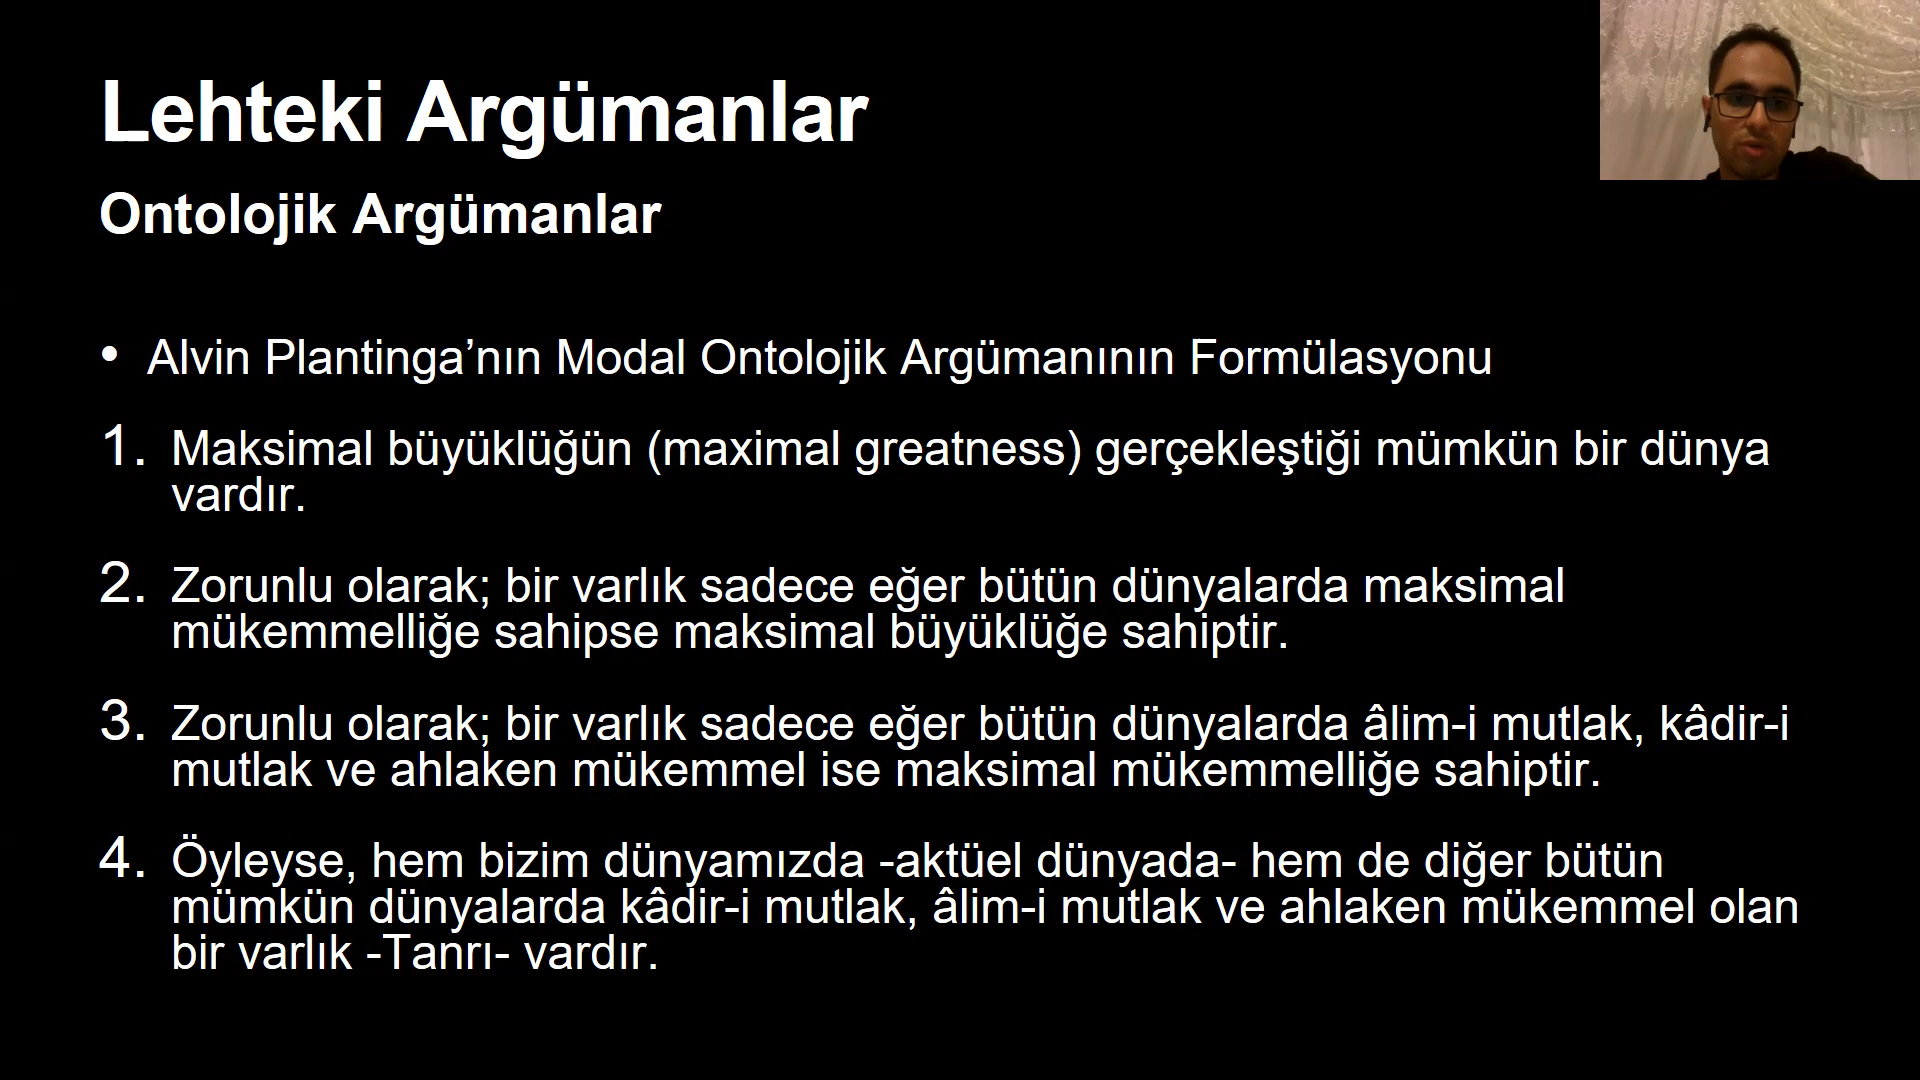 Lehteki Argümanlar
Ontolojik Argümanlar
• Alvin Plantinga’nın Modal Ontolojik Argümanının Formülasyonu
1. Maksimal büyüklüğün (maximal greatness) gerçekleştiği mümkün bir dünya
vardır.
2. Zorunlu olarak; bir varlık sadece eğer bütün dünyalarda maksimal
mükemmelliğe sahipse maksimal büyüklüğe sahiptir.
3. Zorunlu olarak; bir varlık sadece eğer bütün dünyalarda âlim-i mutlak, kâdir-i
mutlak ve ahlaken mükemmel ise maksimal mükemmelliğe sahiptir.
4. Öyleyse, hem bizim dünyamızda -aktüel dünyada- hem de diğer bütün
mümkün dünyalarda kâdir-i mutlak, âlim-i mutlak ve ahlaken mükemmel olan
bir varlık -Tanrı- vardır.